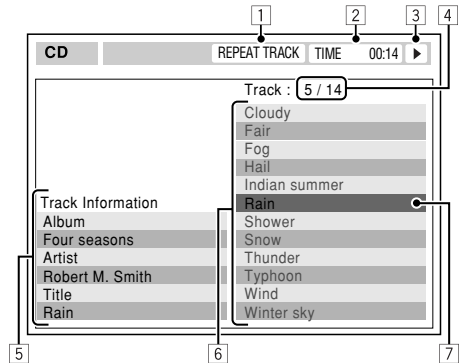 1 2 3 4
CD REPEAT TRACK TIME 00:14
Track : 5 / 14
Cloudy
Fair
Fog
Hail
Indian summer
Rain
Shower
Snow
Thunder
Typhoon
Wind
Winter sky
Track Information
Album
Four seasons
Artist
Robert M. Smith
Title
Rain
5 6 7